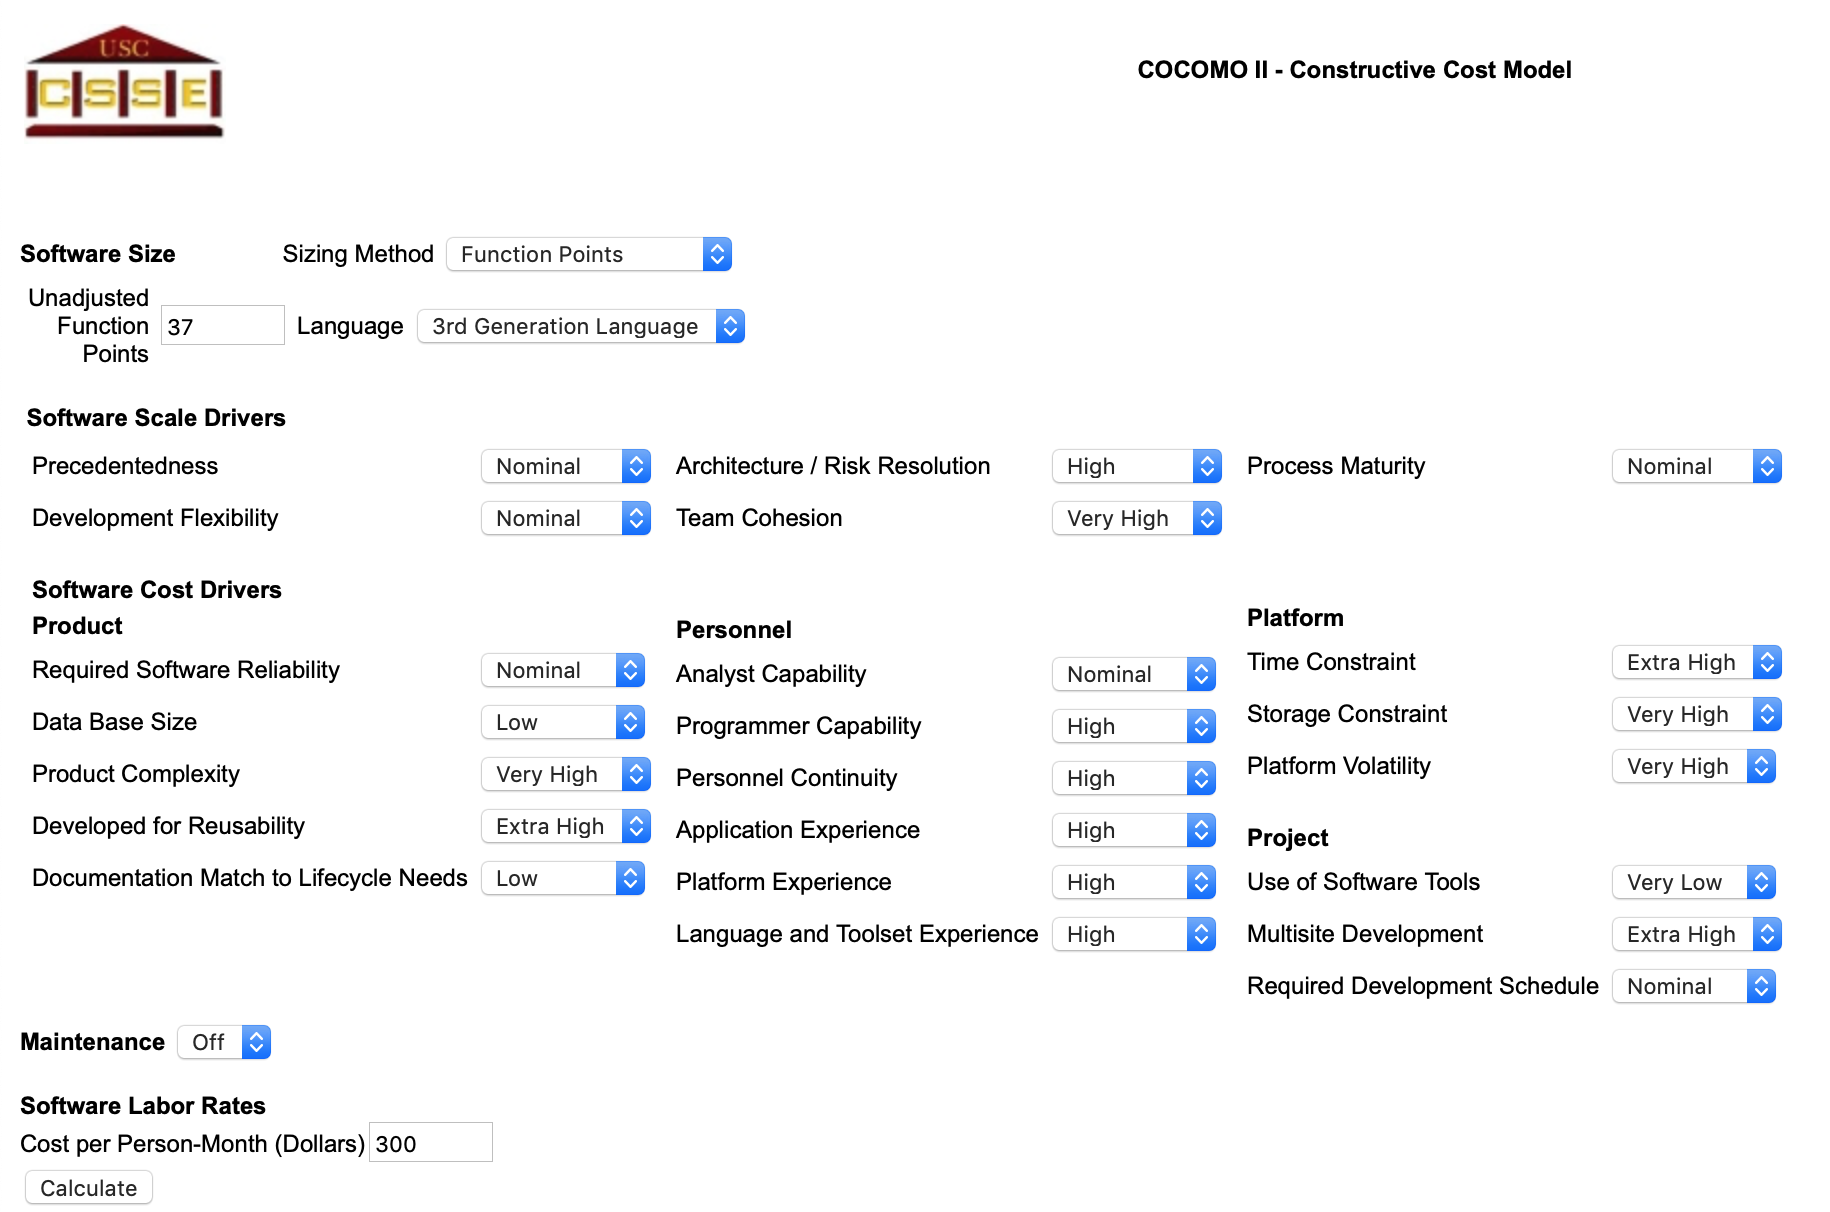 USC
CSSE
COCOMO II - Constructive Cost Model
Software Size Sizing Method Function Points
Unadjusted
Function
Points
37 Language 3rd Generation Language
Software Scale Drivers
Precedentedness Nominal Architecture / Risk Resolution High Process Maturity Nominal
Development Flexibility Nominal Team Cohesion Very High
Software Cost Drivers
Product
Required Software Reliability Nominal
Data Base Size Low
Product Complexity Very High
Developed for Reusability Extra High
Documentation Match to Lifecycle Needs Low
Personnel
Analyst Capability Nominal
Programmer Capability High
Personnel Continuity High
Application Experience High
Platform Experience High
Language and Toolset Experience High
Platform
Time Constraint Extra High
Storage Constraint Very High
Platform Volatility Very High
Project
Use of Software Tools Very Low
Multisite Development Extra High
Required Development Schedule Nominal
Maintenance Off
Software Labor Rates
Cost per Person-Month (Dollars) 300
Calculate